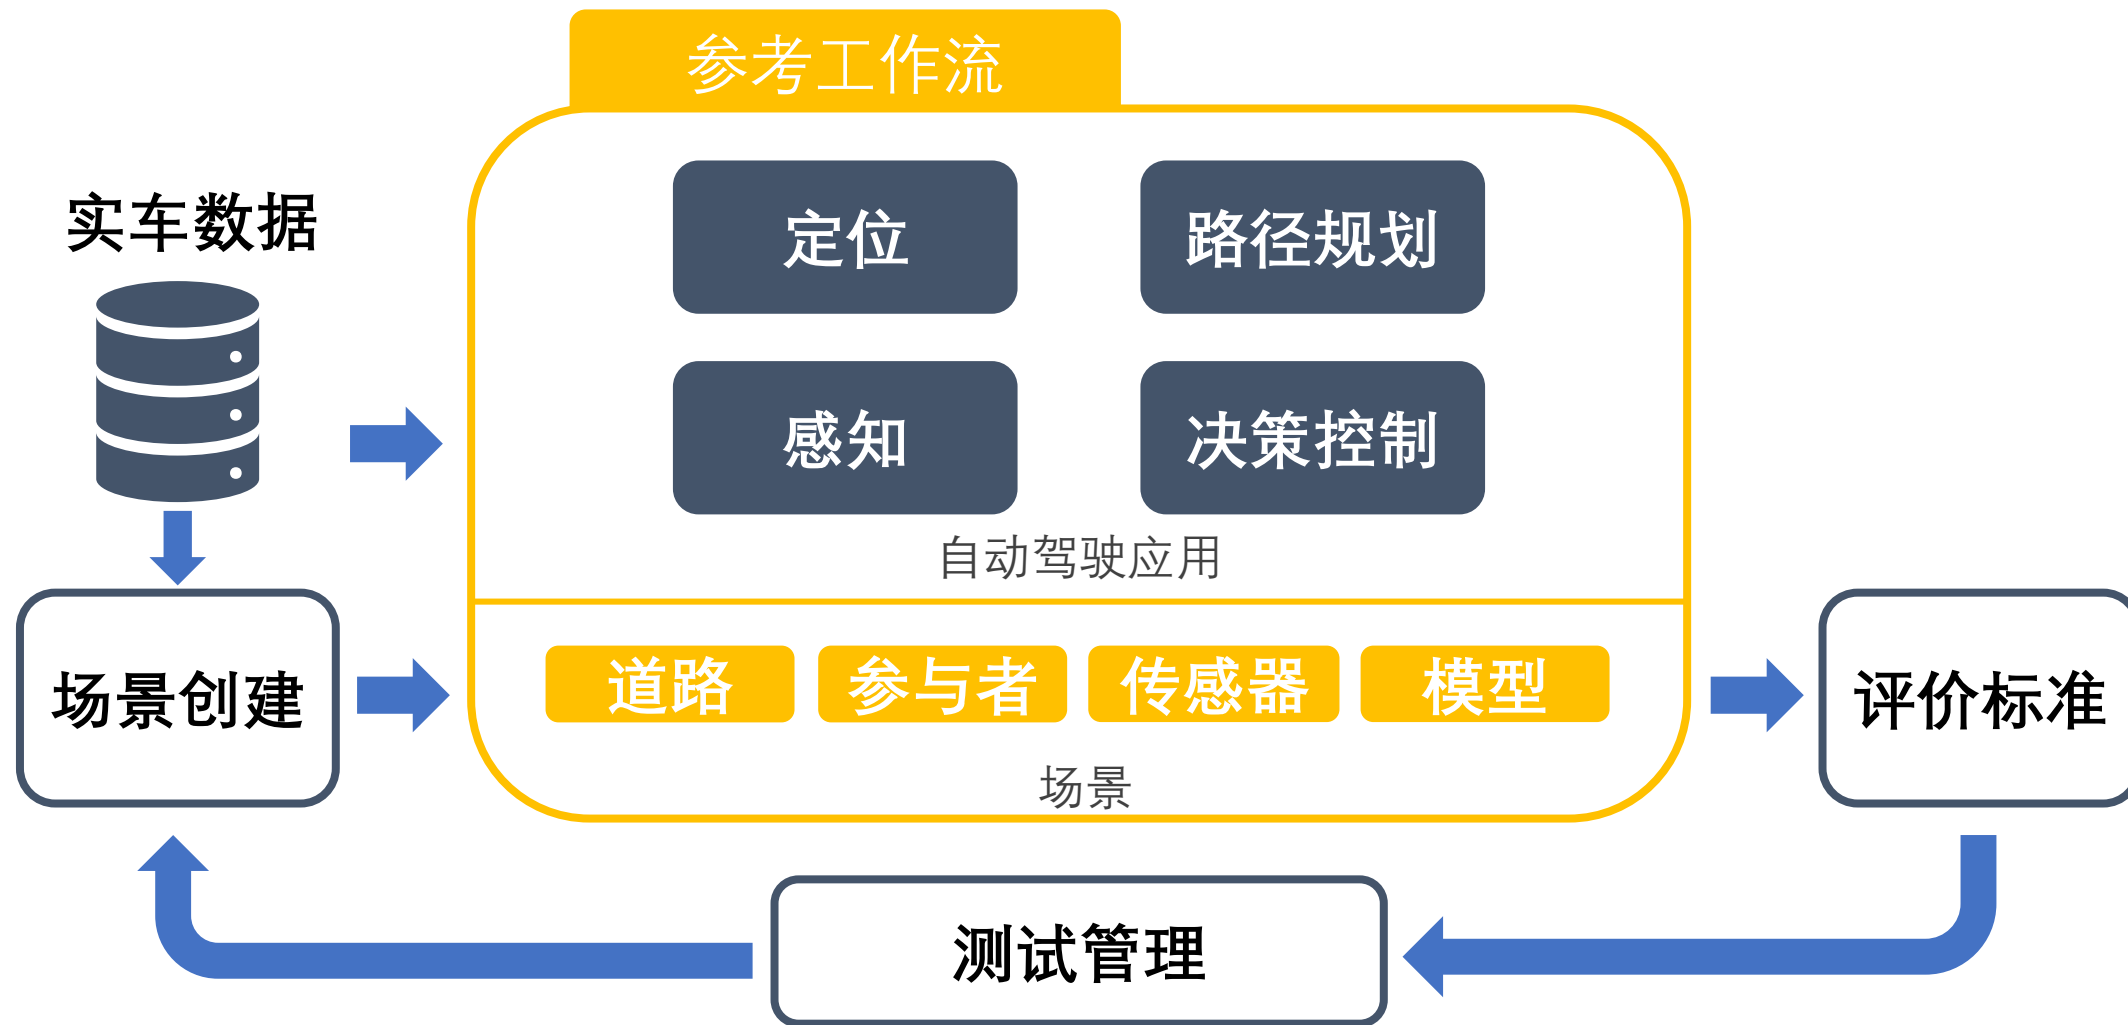 参考工作流
实车数据
定位
路径规划
感知
决策控制
自动驾驶应用
场景创建
道路
参与者
传感器
模型
场景
评价标准
测试管理